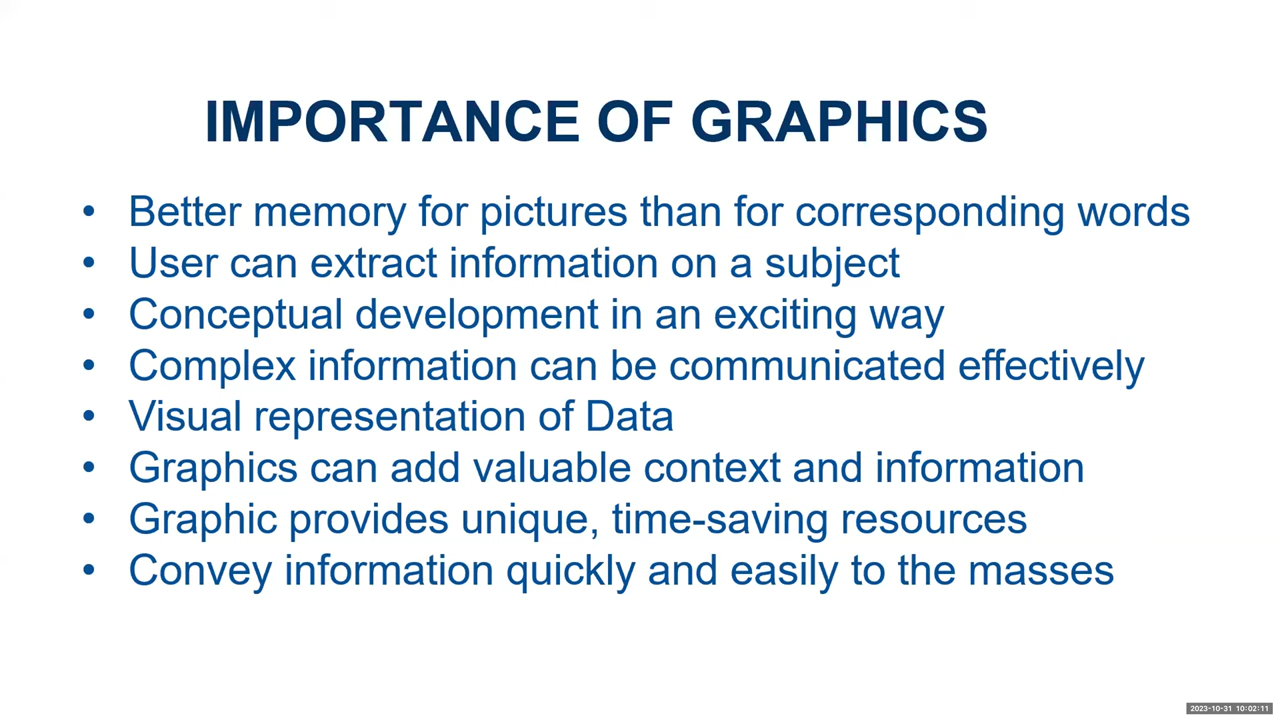 IMPORTANCE OF GRAPHICS
• Better memory for pictures than for corresponding words
• User can extract information on a subject
• Conceptual development in an exciting way
• Complex information can be communicated effectively
• Visual representation of Data
• Graphics can add valuable context and information
• Graphic provides unique, time-saving resources
• Convey information quickly and easily to the masses
2023-10-31 10:02:11